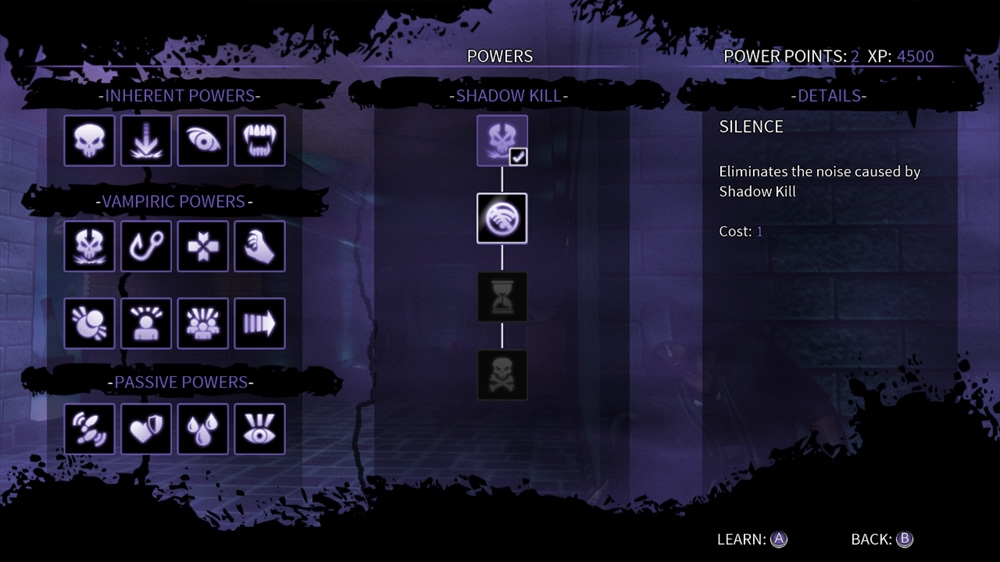 POWERS
POWER POINTS: 2 XP: 4500
-INHERENT POWERS-
-SHADOW KILL-
-DETAILS-
SILENCE
Eliminates the noise caused by
Shadow Kill
Cost: 1
-VAMPIRIC POWERS-
-PASSIVE POWERS-
LEARN: A
BACK: B